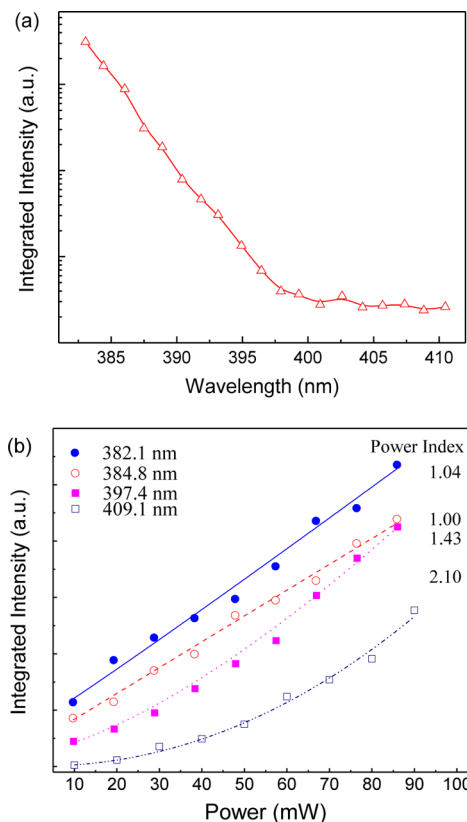 (a)
Integrated Intensity (a.u.)
385 390 395 400 405 410
Wavelength (nm)
(b)
Integrated Intensity (a.u.)
382.1 nm
384.8 nm
397.4 nm
409.1 nm
Power Index
1.04
1.00
1.43
2.10
10 20 30 40 50 60 70 80 90 100
Power (mW)